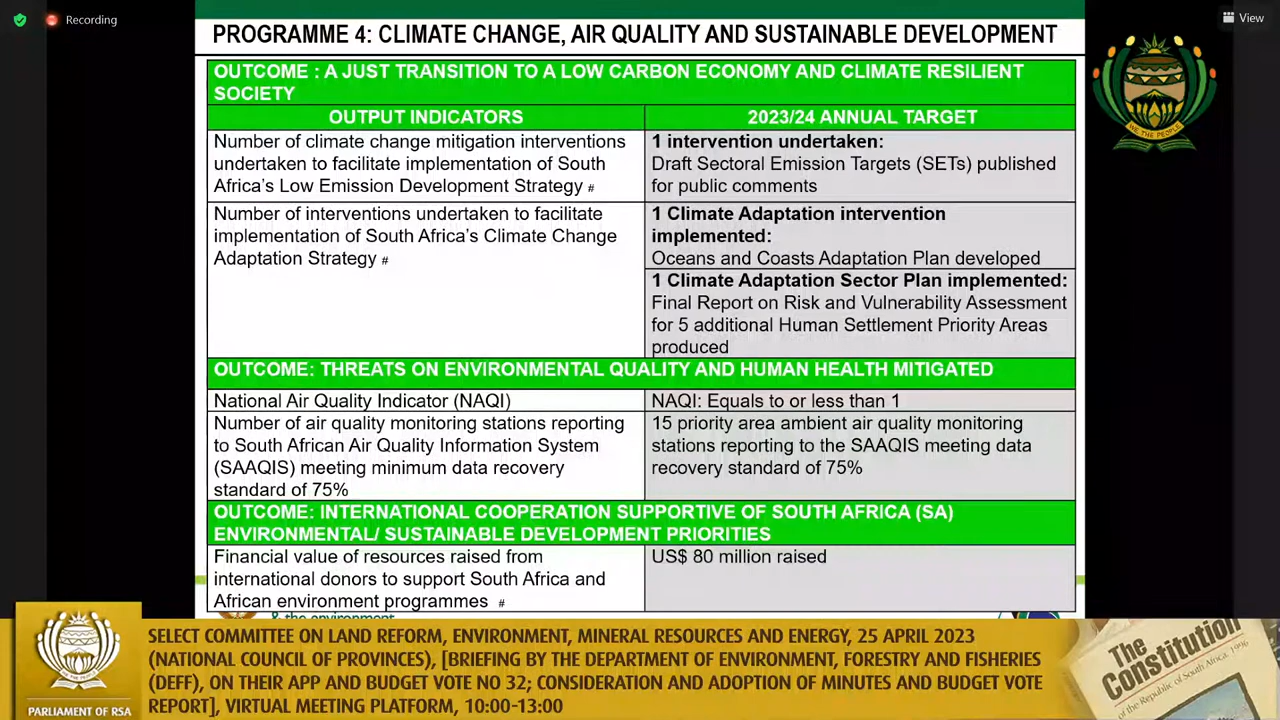 Recording
View
PROGRAMME 4: CLIMATE CHANGE, AIR QUALITY AND SUSTAINABLE DEVELOPMENT
OUTCOME : A JUST TRANSITION TO A LOW CARBON ECONOMY AND CLIMATE RESILIENT
SOCIETY
OUTPUT INDICATORS
2023/24 ANNUAL TARGET
Number of climate change mitigation interventions
undertaken to facilitate implementation of South
Africa's Low Emission Development Strategy #
1 intervention undertaken:
Draft Sectoral Emission Targets (SETs) published
for public comments
Number of interventions undertaken to facilitate
implementation of South Africa's Climate Change
Adaptation Strategy #
1 Climate Adaptation intervention
implemented:
Oceans and Coasts Adaptation Plan developed
1 Climate Adaptation Sector Plan implemented:
Final Report on Risk and Vulnerability Assessment
for 5 additional Human Settlement Priority Areas
produced
OUTCOME: THREATS ON ENVIRONMENTAL QUALITY AND HUMAN HEALTH MITIGATED
National Air Quality Indicator (NAQI)
NAQI: Equals to or less than 1
Number of air quality monitoring stations reporting
to South African Air Quality Information System
(SAAQIS) meeting minimum data recovery
standard of 75%
15 priority area ambient air quality monitoring
stations reporting to the SAAQIS meeting data
recovery standard of 75%
OUTCOME: INTERNATIONAL COOPERATION SUPPORTIVE OF SOUTH AFRICA (SA)
ENVIRONMENTAL/ SUSTAINABLE DEVELOPMENT PRIORITIES
Financial value of resources raised from
international donors to support South Africa and
African environment programmes #
US$ 80 million raised
& the environment
WE THE PEOPLE
SELECT COMMITTEE ON LAND REFORM, ENVIRONMENT, MINERAL RESOURCES AND ENERGY, 25 APRIL 2023
(NATIONAL COUNCIL OF PROVINCES), [BRIEFING BY THE DEPARTMENT OF ENVIRONMENT, FORESTRY AND FISHERIES
(DEFF), ON THEIR APP AND BUDGET VOTE NO 32; CONSIDERATION AND ADOPTION OF MINUTES AND BUDGET VOTE
REPORT], VIRTUAL MEETING PLATFORM, 10:00-13:00
PARLIAMENT OF RSA
The
Constitution
of the Republic of South Africa, 1996